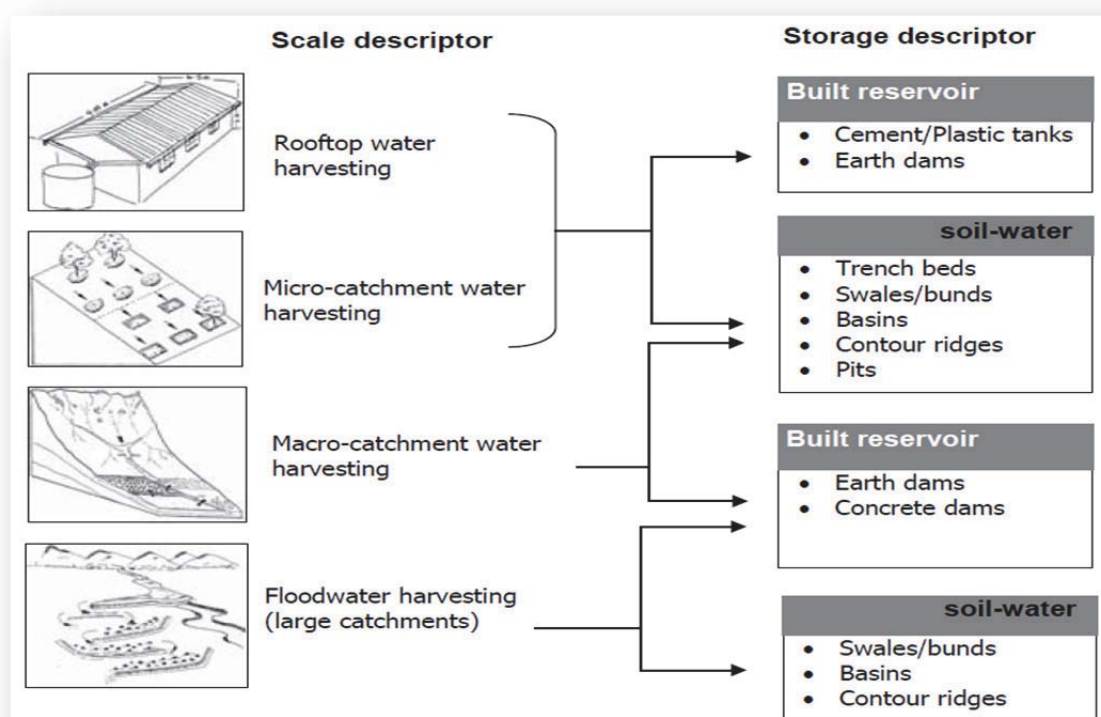 Scale descriptor
Storage descriptor
Rooftop water
harvesting
Micro-catchment water
harvesting
Macro-catchment water
harvesting
Floodwater harvesting
(large catchments)
Built reservoir
• Cement/Plastic tanks
• Earth dams
soil-water
• Trench beds
• Swales/bunds
• Basins
• Contour ridges
• Pits
Built reservoir
• Earth dams
• Concrete dams
soil-water
• Swales/bunds
• Basins
• Contour ridges